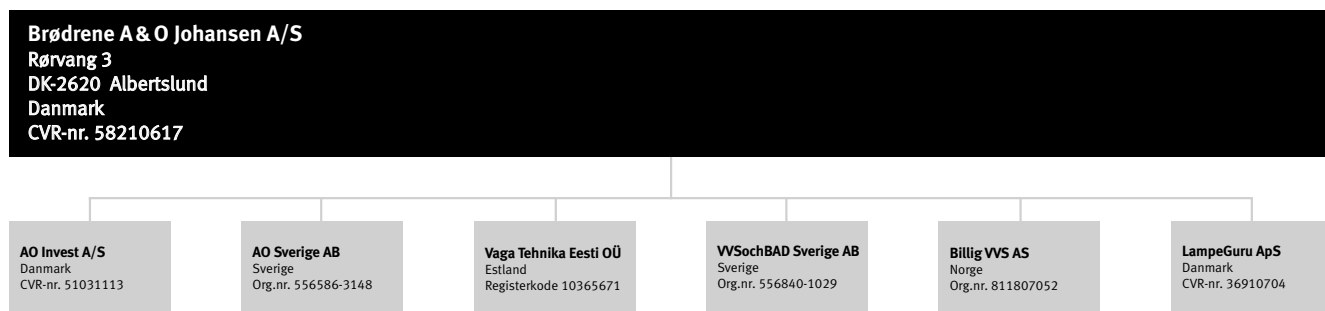 Brødrene A & O Johansen A/S
Rørvang 3
DK-2620 Albertslund
Danmark
CVR-nr. 58210617
AO Invest A/S
Danmark
CVR-nr. 51031113
AO Sverige AB
Sverige
Org.nr. 556586-3148
Vaga Tehnika Eesti OÜ
Estland
Registerkode 10365671
VVSochBAD Sverige AB
Sverige
Org.nr. 556840-1029
Billig VVS AS
Norge
Org.nr. 811807052
LampeGuru ApS
Danmark
CVR-nr. 36910704